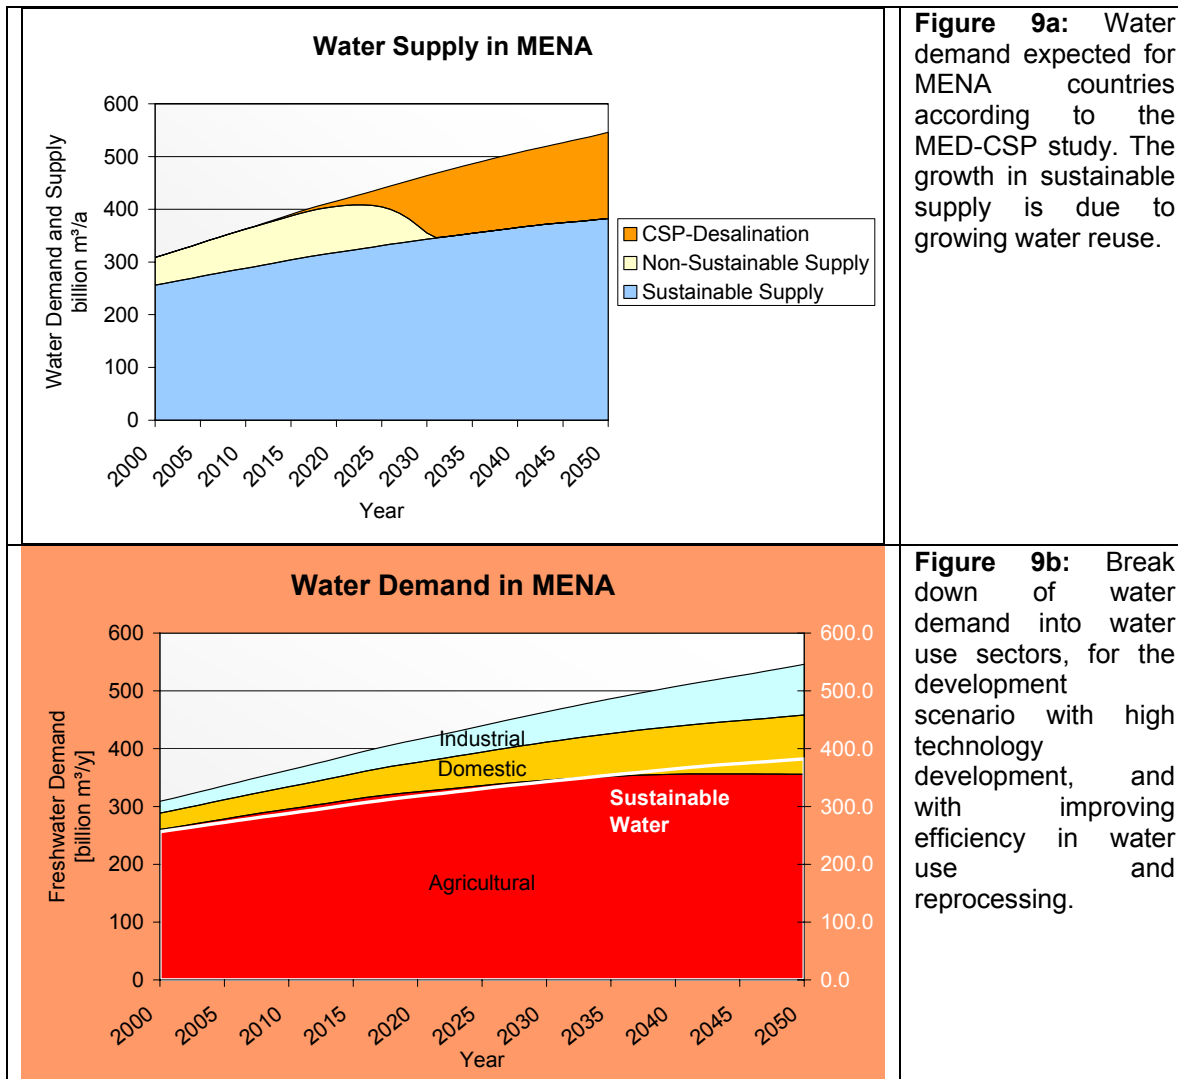 Water Supply in MENA
600
500
400
300
200
100
0
Water Demand and Supply
billion m³/a
2000
2005
2010
2015
2020
2025
2030
2035
2040
2045
2050
Year
CSP-Desalination
Non-Sustainable Supply
Sustainable Supply
Figure 9a: Water
demand expected for
MENA countries
according to the
MED-CSP study. The
growth in sustainable
supply is due to
growing water reuse.
Water Demand in MENA
600
500
400
300
200
100
0
Freshwater Demand
[billion m³/y]
Industrial
Domestic
Sustainable
Water
Agricultural
600.0
500.0
400.0
300.0
200.0
100.0
0.0
2000
2005
2010
2015
2020
2025
2030
2035
2040
2045
2050
Year
Figure 9b: Break
down of water
demand into water
use sectors, for the
development
scenario with high
technology
development, and
with improving
efficiency in water
use and
reprocessing.